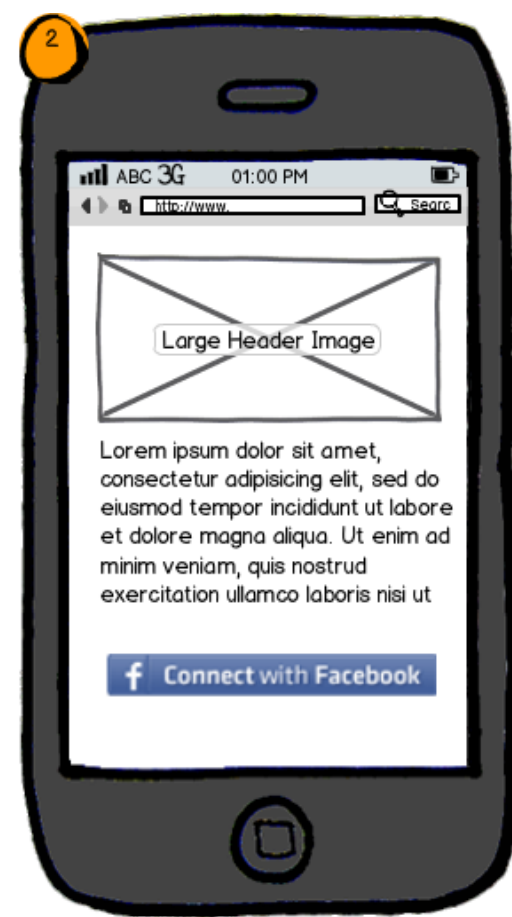 2
ABC 3G 01:00 PM
http://www. Searc
Large Header Image
Lorem ipsum dolor sit amet,
consectetur adipisicing elit, sed do
eiusmod tempor incididunt ut labore
et dolore magna aliqua. Ut enim ad
minim veniam, quis nostrud
exercitation ullamco laboris nisi ut
f Connect with Facebook